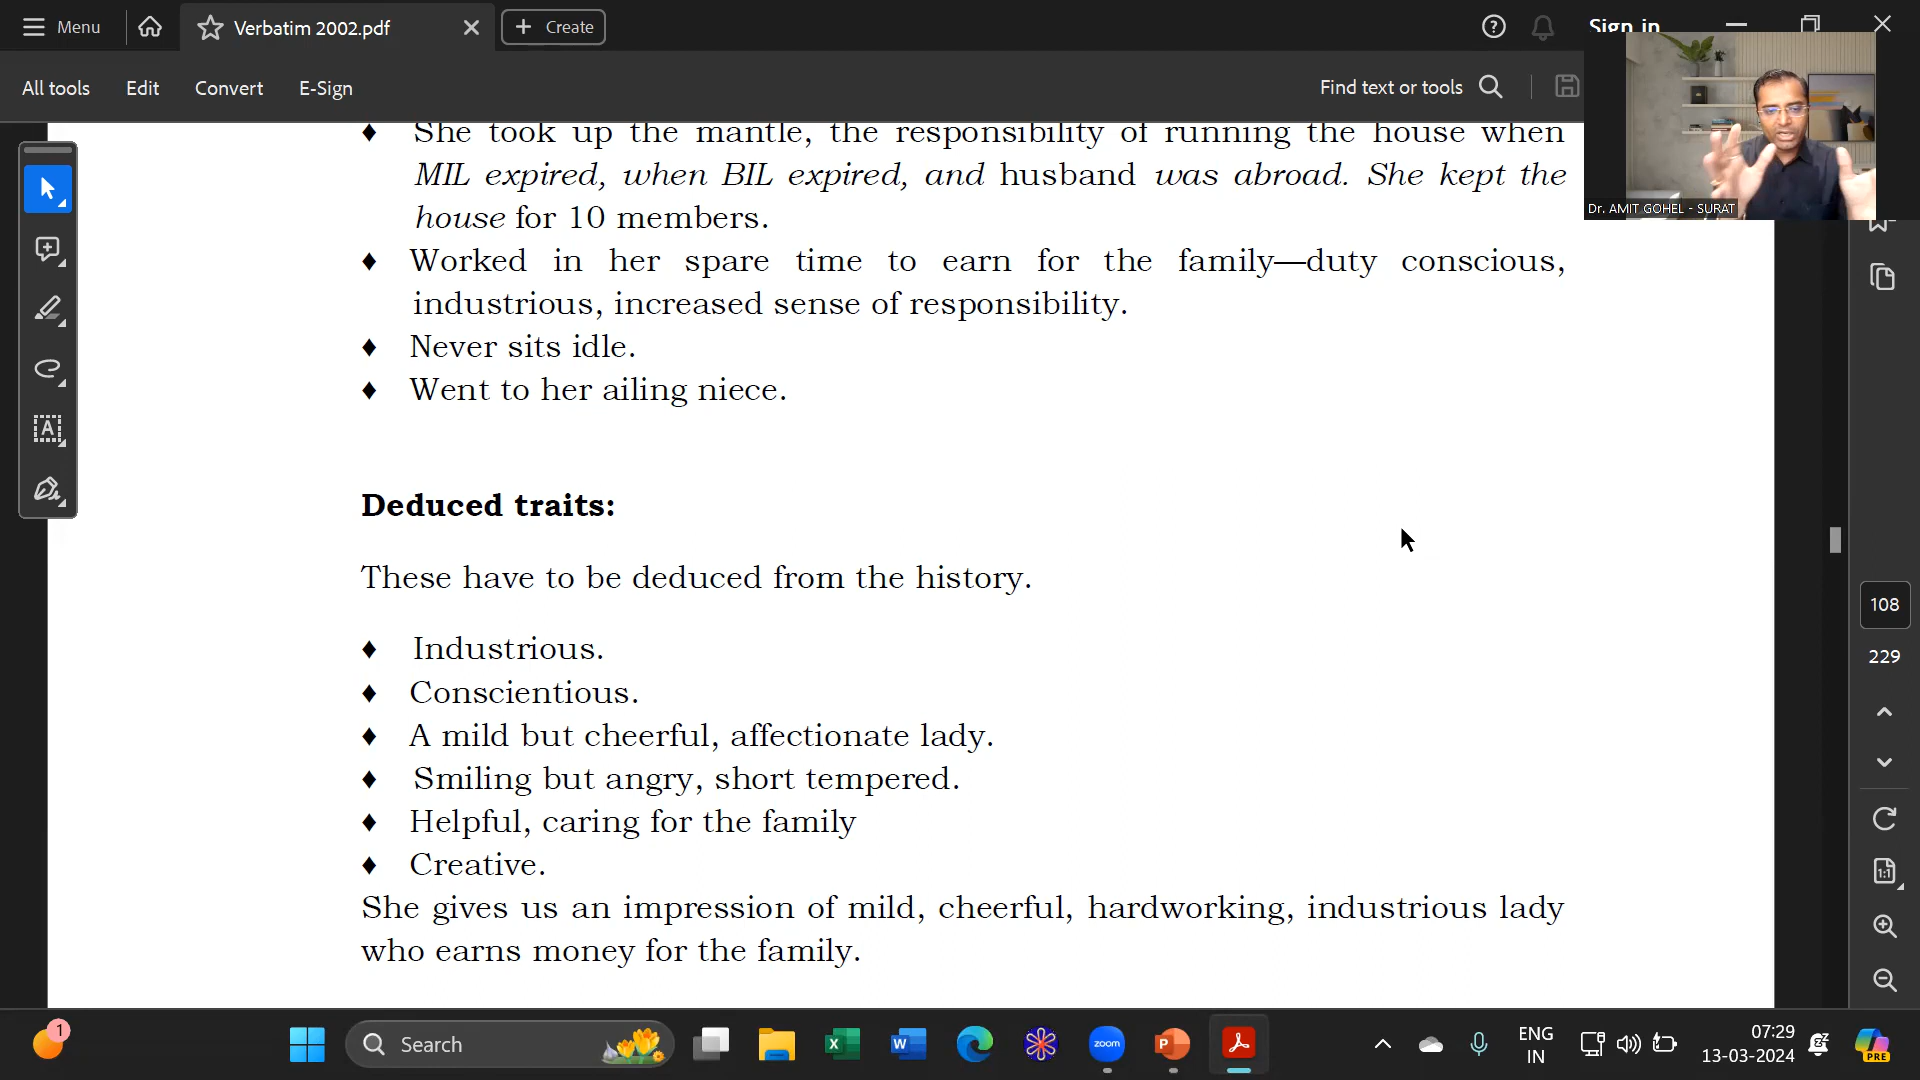 Menu
Verbatim 2002.pdf
Create
Sign in
All tools
Edit
Convert
E-Sign
Find text or tools
Dr. AMIT GOHEL - SURAT
♦ She took up the mantle, the responsibility of running the house when
MIL expired, when BIL expired, and husband was abroad. She kept the
house for 10 members.
♦ Worked in her spare time to earn for the family—duty conscious,
industrious, increased sense of responsibility.
♦ Never sits idle.
♦ Went to her ailing niece.
Deduced traits:
These have to be deduced from the history.
♦ Industrious.
♦ Conscientious.
♦ A mild but cheerful, affectionate lady.
♦ Smiling but angry, short tempered.
♦ Helpful, caring for the family
♦ Creative.
She gives us an impression of mild, cheerful, hardworking, industrious lady
who earns money for the family.
108
229
1:1
1
Search
zoom
ENG
IN
07:29
13-03-2024
PRE